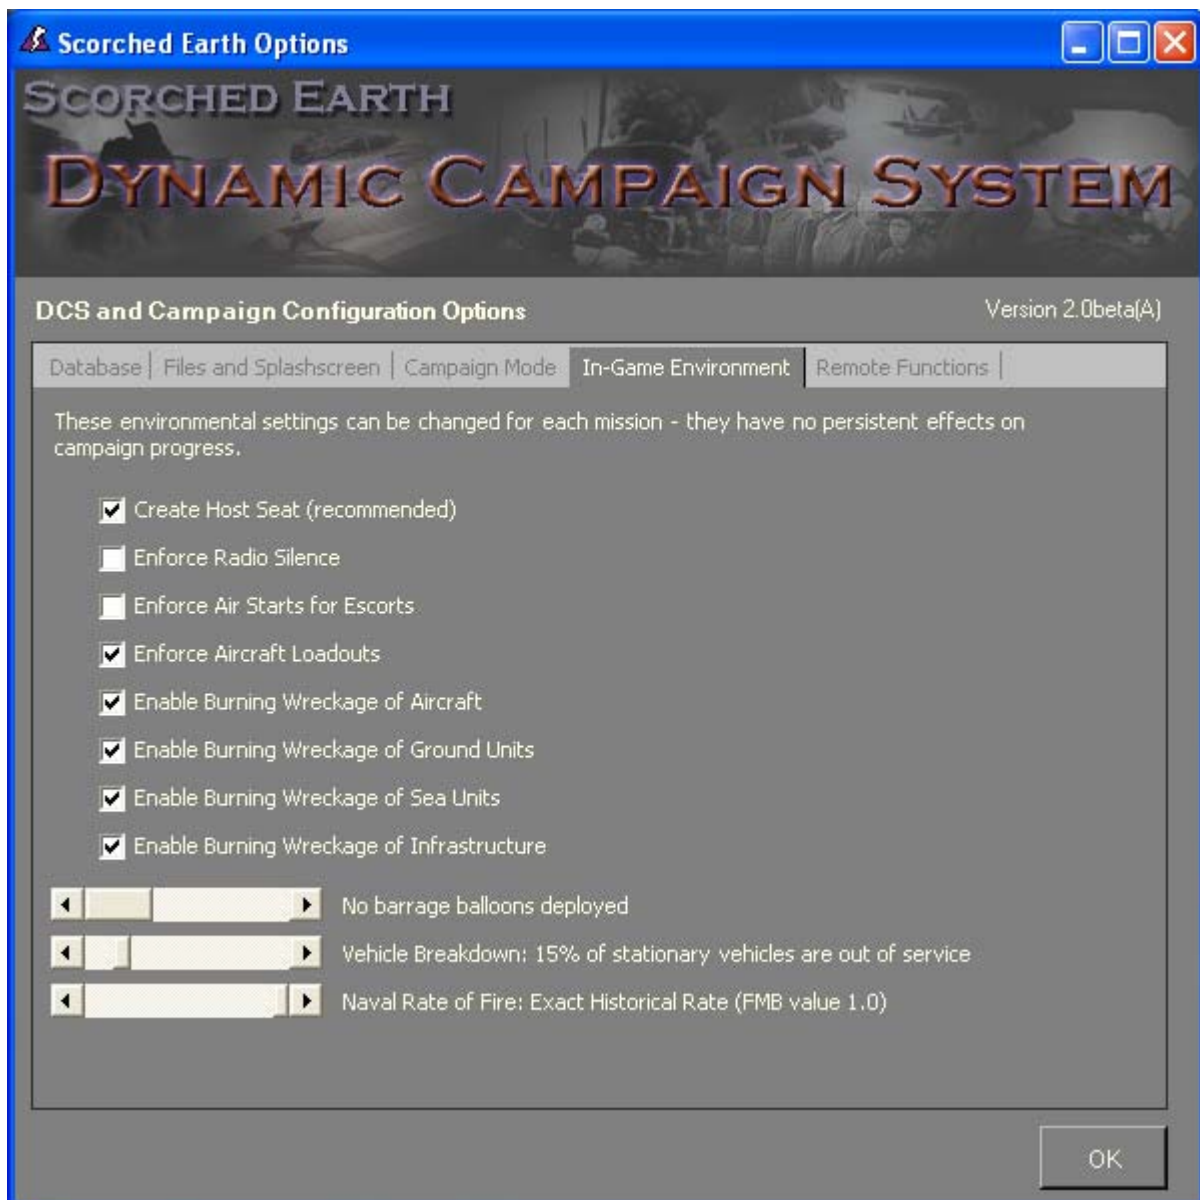 Scorched Earth Options
SCORCHED EARTH
DYNAMIC CAMPAIGN SYSTEM
DCS and Campaign Configuration Options
Version 2.0beta(A)
Database | Files and Splashscreen | Campaign Mode In-Game Environment Remote Functions |
These environmental settings can be changed for each mission - they have no persistent effects on
campaign progress.
Create Host Seat (recommended)
Enforce Radio Silence
Enforce Air Starts for Escorts
Enforce Aircraft Loadouts
Enable Burning Wreckage of Aircraft
Enable Burning Wreckage of Ground Units
Enable Burning Wreckage of Sea Units
Enable Burning Wreckage of Infrastructure
No barrage balloons deployed
Vehicle Breakdown: 15% of stationary vehicles are out of service
Naval Rate of Fire: Exact Historical Rate (FMB value 1.0)
OK